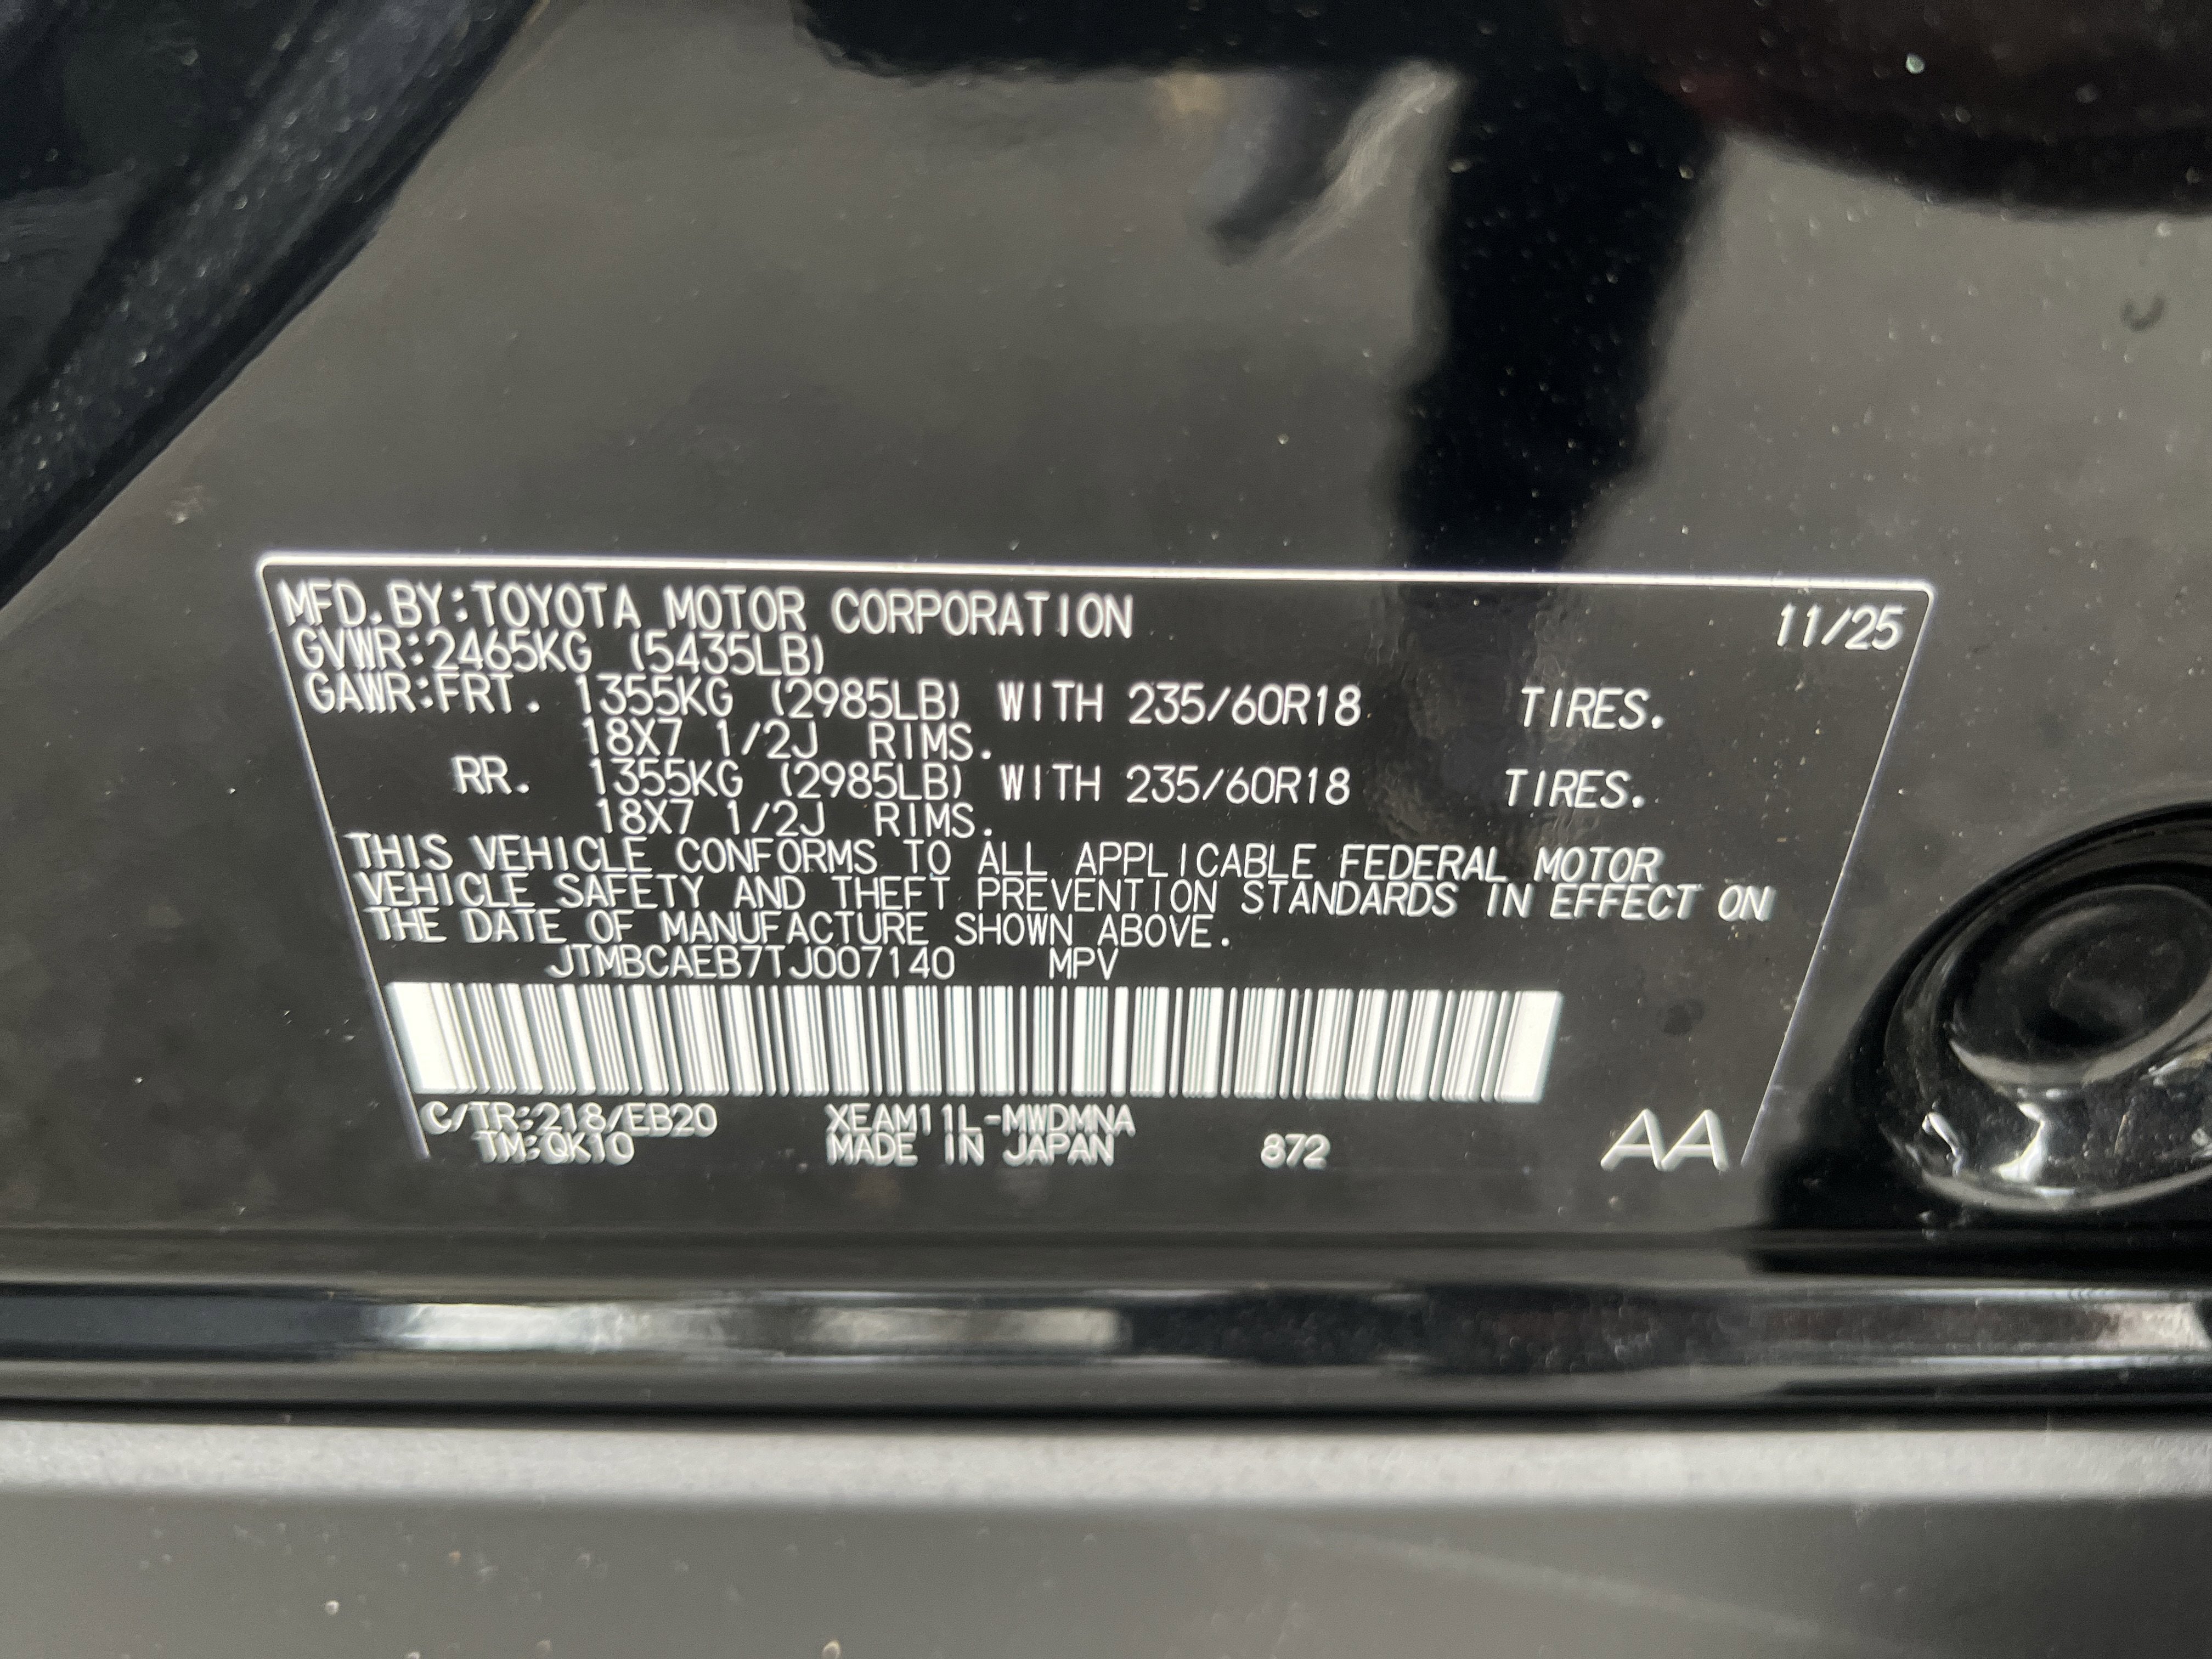 MFD.BY:TOYOTA MOTOR CORPORATION 11/25
GVWR:2465KG (5435LB)
GAWR:FRT. 1355KG (2985LB) WITH 235/60R18 TIRES.
18X7 1/2J RIMS.
RR. 1355KG (2985LB) WITH 235/60R18 TIRES.
18X7 1/2J RIMS.
THIS VEHICLE CONFORMS TO ALL APPLICABLE FEDERAL MOTOR
VEHICLE SAFETY AND THEFT PREVENTION STANDARDS IN EFFECT ON
THE DATE OF MANUFACTURE SHOWN ABOVE.
JTMBCAEB7TJ007140 MPV
C/TR:218/EB20 XEAM11L-MWDMNA
TM:QK10 MADE IN JAPAN 872 AA